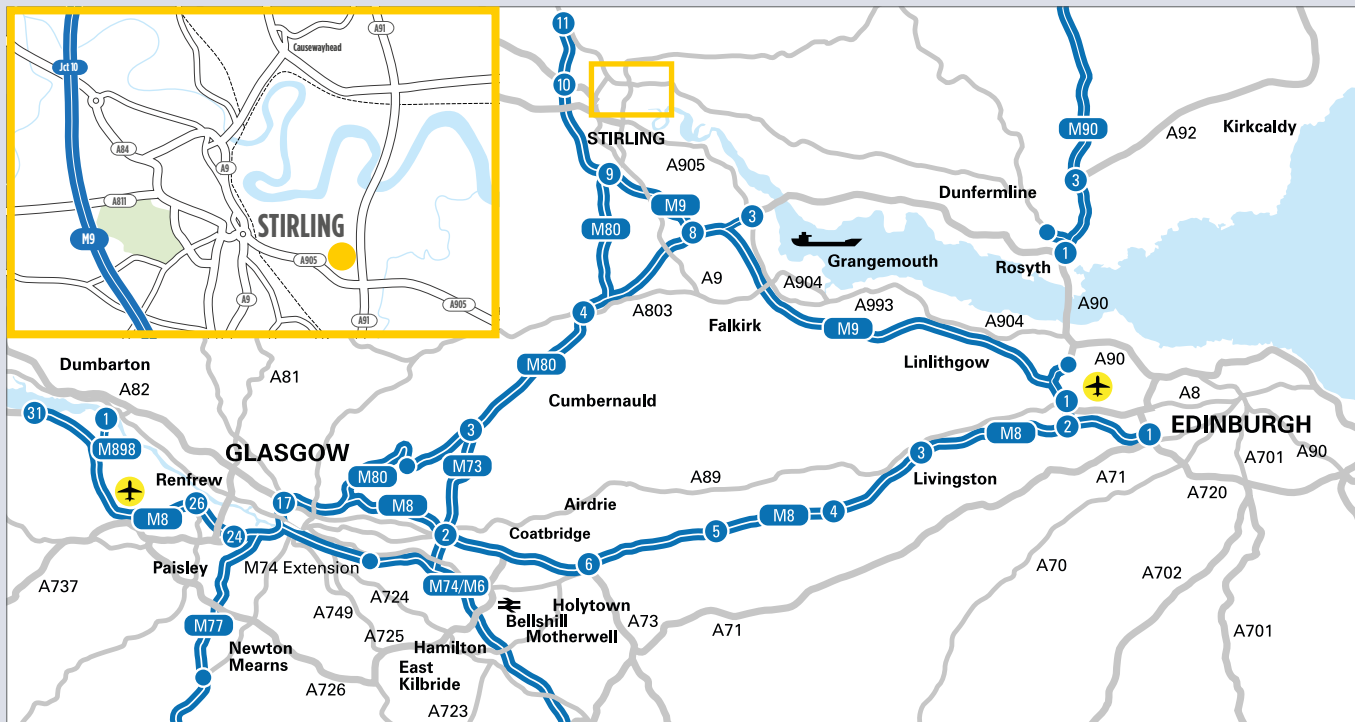 Jct 10
A91
Causewayhead
A84
A9
A811
STIRLING
M9
A905
A9
A905
A91
11
10
STIRLING
A905
9
M9
M80
8
3
M90
A92
Kirkcaldy
3
Dunfermline
1
Rosyth
Grangemouth
A904
A9
A90
A993
A803
4
Falkirk
M9
A904
Linlithgow
A90
1
A8
2
M8
1
EDINBURGH
3
Livingston
A71
A701
A90
A720
Dumbarton
A82
A81
M80
Cumbernauld
31
1
M898
3
GLASGOW
M80
M73
Renfrew
26
17
M8
A89
Airdrie
M8
24
2
Coatbridge
5
M8
4
6
Paisley
M74 Extension
A737
A724
M74/M6
A749
Holytown
Bellshill
Motherwell
A73
A71
A70
A702
A701
M77
A725
Hamilton
Newton
Mearns
East
Kilbride
A726
A723